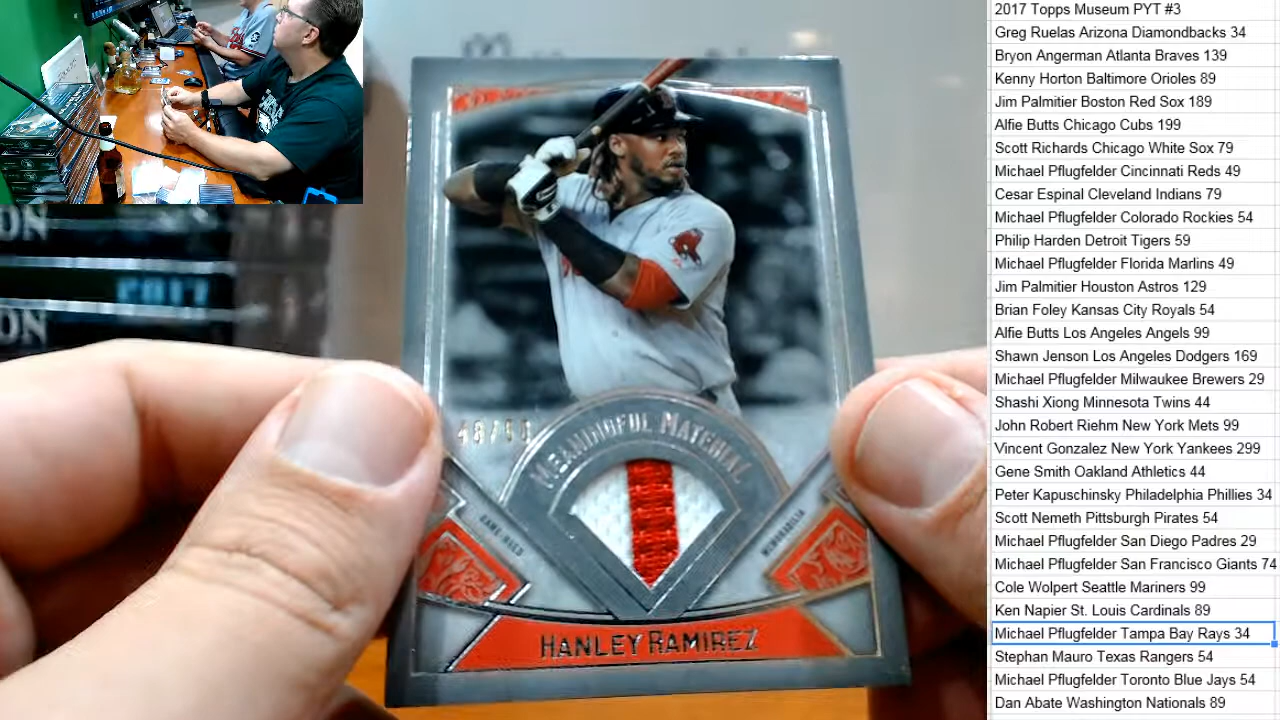 MEANINGFUL MATERIAL
GAME-USED
MEMORABILIA
HANLEY RAMIREZ
2017 Topps Museum PYT #3
Greg Ruelas Arizona Diamondbacks 34
Bryon Angerman Atlanta Braves 139
Kenny Horton Baltimore Orioles 89
Jim Palmitier Boston Red Sox 189
Alfie Butts Chicago Cubs 199
Scott Richards Chicago White Sox 79
Michael Pflugfelder Cincinnati Reds 49
Cesar Espinal Cleveland Indians 79
Michael Pflugfelder Colorado Rockies 54
Philip Harden Detroit Tigers 59
Michael Pflugfelder Florida Marlins 49
Jim Palmitier Houston Astros 129
Brian Foley Kansas City Royals 54
Alfie Butts Los Angeles Angels 99
Shawn Jenson Los Angeles Dodgers 169
Michael Pflugfelder Milwaukee Brewers 29
Shashi Xiong Minnesota Twins 44
John Robert Riehm New York Mets 99
Vincent Gonzalez New York Yankees 299
Gene Smith Oakland Athletics 44
Peter Kapuschinsky Philadelphia Phillies 34
Scott Nemeth Pittsburgh Pirates 54
Michael Pflugfelder San Diego Padres 29
Michael Pflugfelder San Francisco Giants 74
Cole Wolpert Seattle Mariners 99
Ken Napier St. Louis Cardinals 89
Michael Pflugfelder Tampa Bay Rays 34
Stephan Mauro Texas Rangers 54
Michael Pflugfelder Toronto Blue Jays 54
Dan Abate Washington Nationals 89